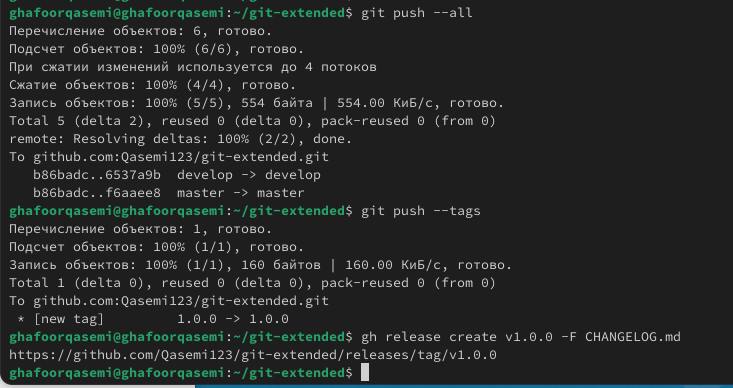 ghafoorqasemi@ghafoorqasemi:~/git-extended$ git push --all
Перечисление объектов: 6, готово.
Подсчет объектов: 100% (6/6), готово.
При сжатии изменений используется до 4 потоков
Сжатие объектов: 100% (4/4), готово.
Запись объектов: 100% (5/5), 554 байта | 554.00 КиБ/с, готово.
Total 5 (delta 2), reused 0 (delta 0), pack-reused 0 (from 0)
remote: Resolving deltas: 100% (2/2), done.
To github.com:Qasemi123/git-extended.git
   b86badc..6537a9b  develop -> develop
   b86badc..f6aaee8  master -> master
ghafoorqasemi@ghafoorqasemi:~/git-extended$ git push --tags
Перечисление объектов: 1, готово.
Подсчет объектов: 100% (1/1), готово.
Запись объектов: 100% (1/1), 160 байтов | 160.00 КиБ/с, готово.
Total 1 (delta 0), reused 0 (delta 0), pack-reused 0 (from 0)
To github.com:Qasemi123/git-extended.git
 * [new tag]         1.0.0 -> 1.0.0
ghafoorqasemi@ghafoorqasemi:~/git-extended$ gh release create v1.0.0 -F CHANGELOG.md
https://github.com/Qasemi123/git-extended/releases/tag/v1.0.0
ghafoorqasemi@ghafoorqasemi:~/git-extended$